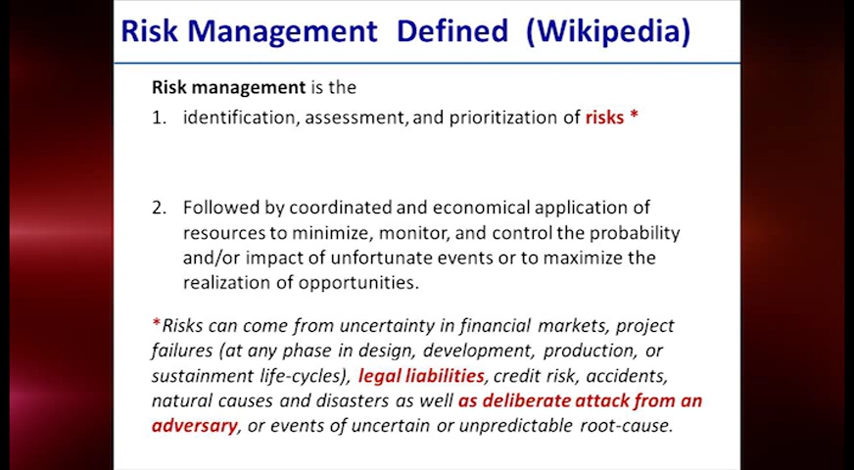 Risk Management Defined (Wikipedia)
Risk management is the
1. identification, assessment, and prioritization of risks *
2. Followed by coordinated and economical application of
resources to minimize, monitor, and control the probability
and/or impact of unfortunate events or to maximize the
realization of opportunities.
*Risks can come from uncertainty in financial markets, project
failures (at any phase in design, development, production, or
sustainment life-cycles), legal liabilities, credit risk, accidents,
natural causes and disasters as well as deliberate attack from an
adversary, or events of uncertain or unpredictable root-cause.